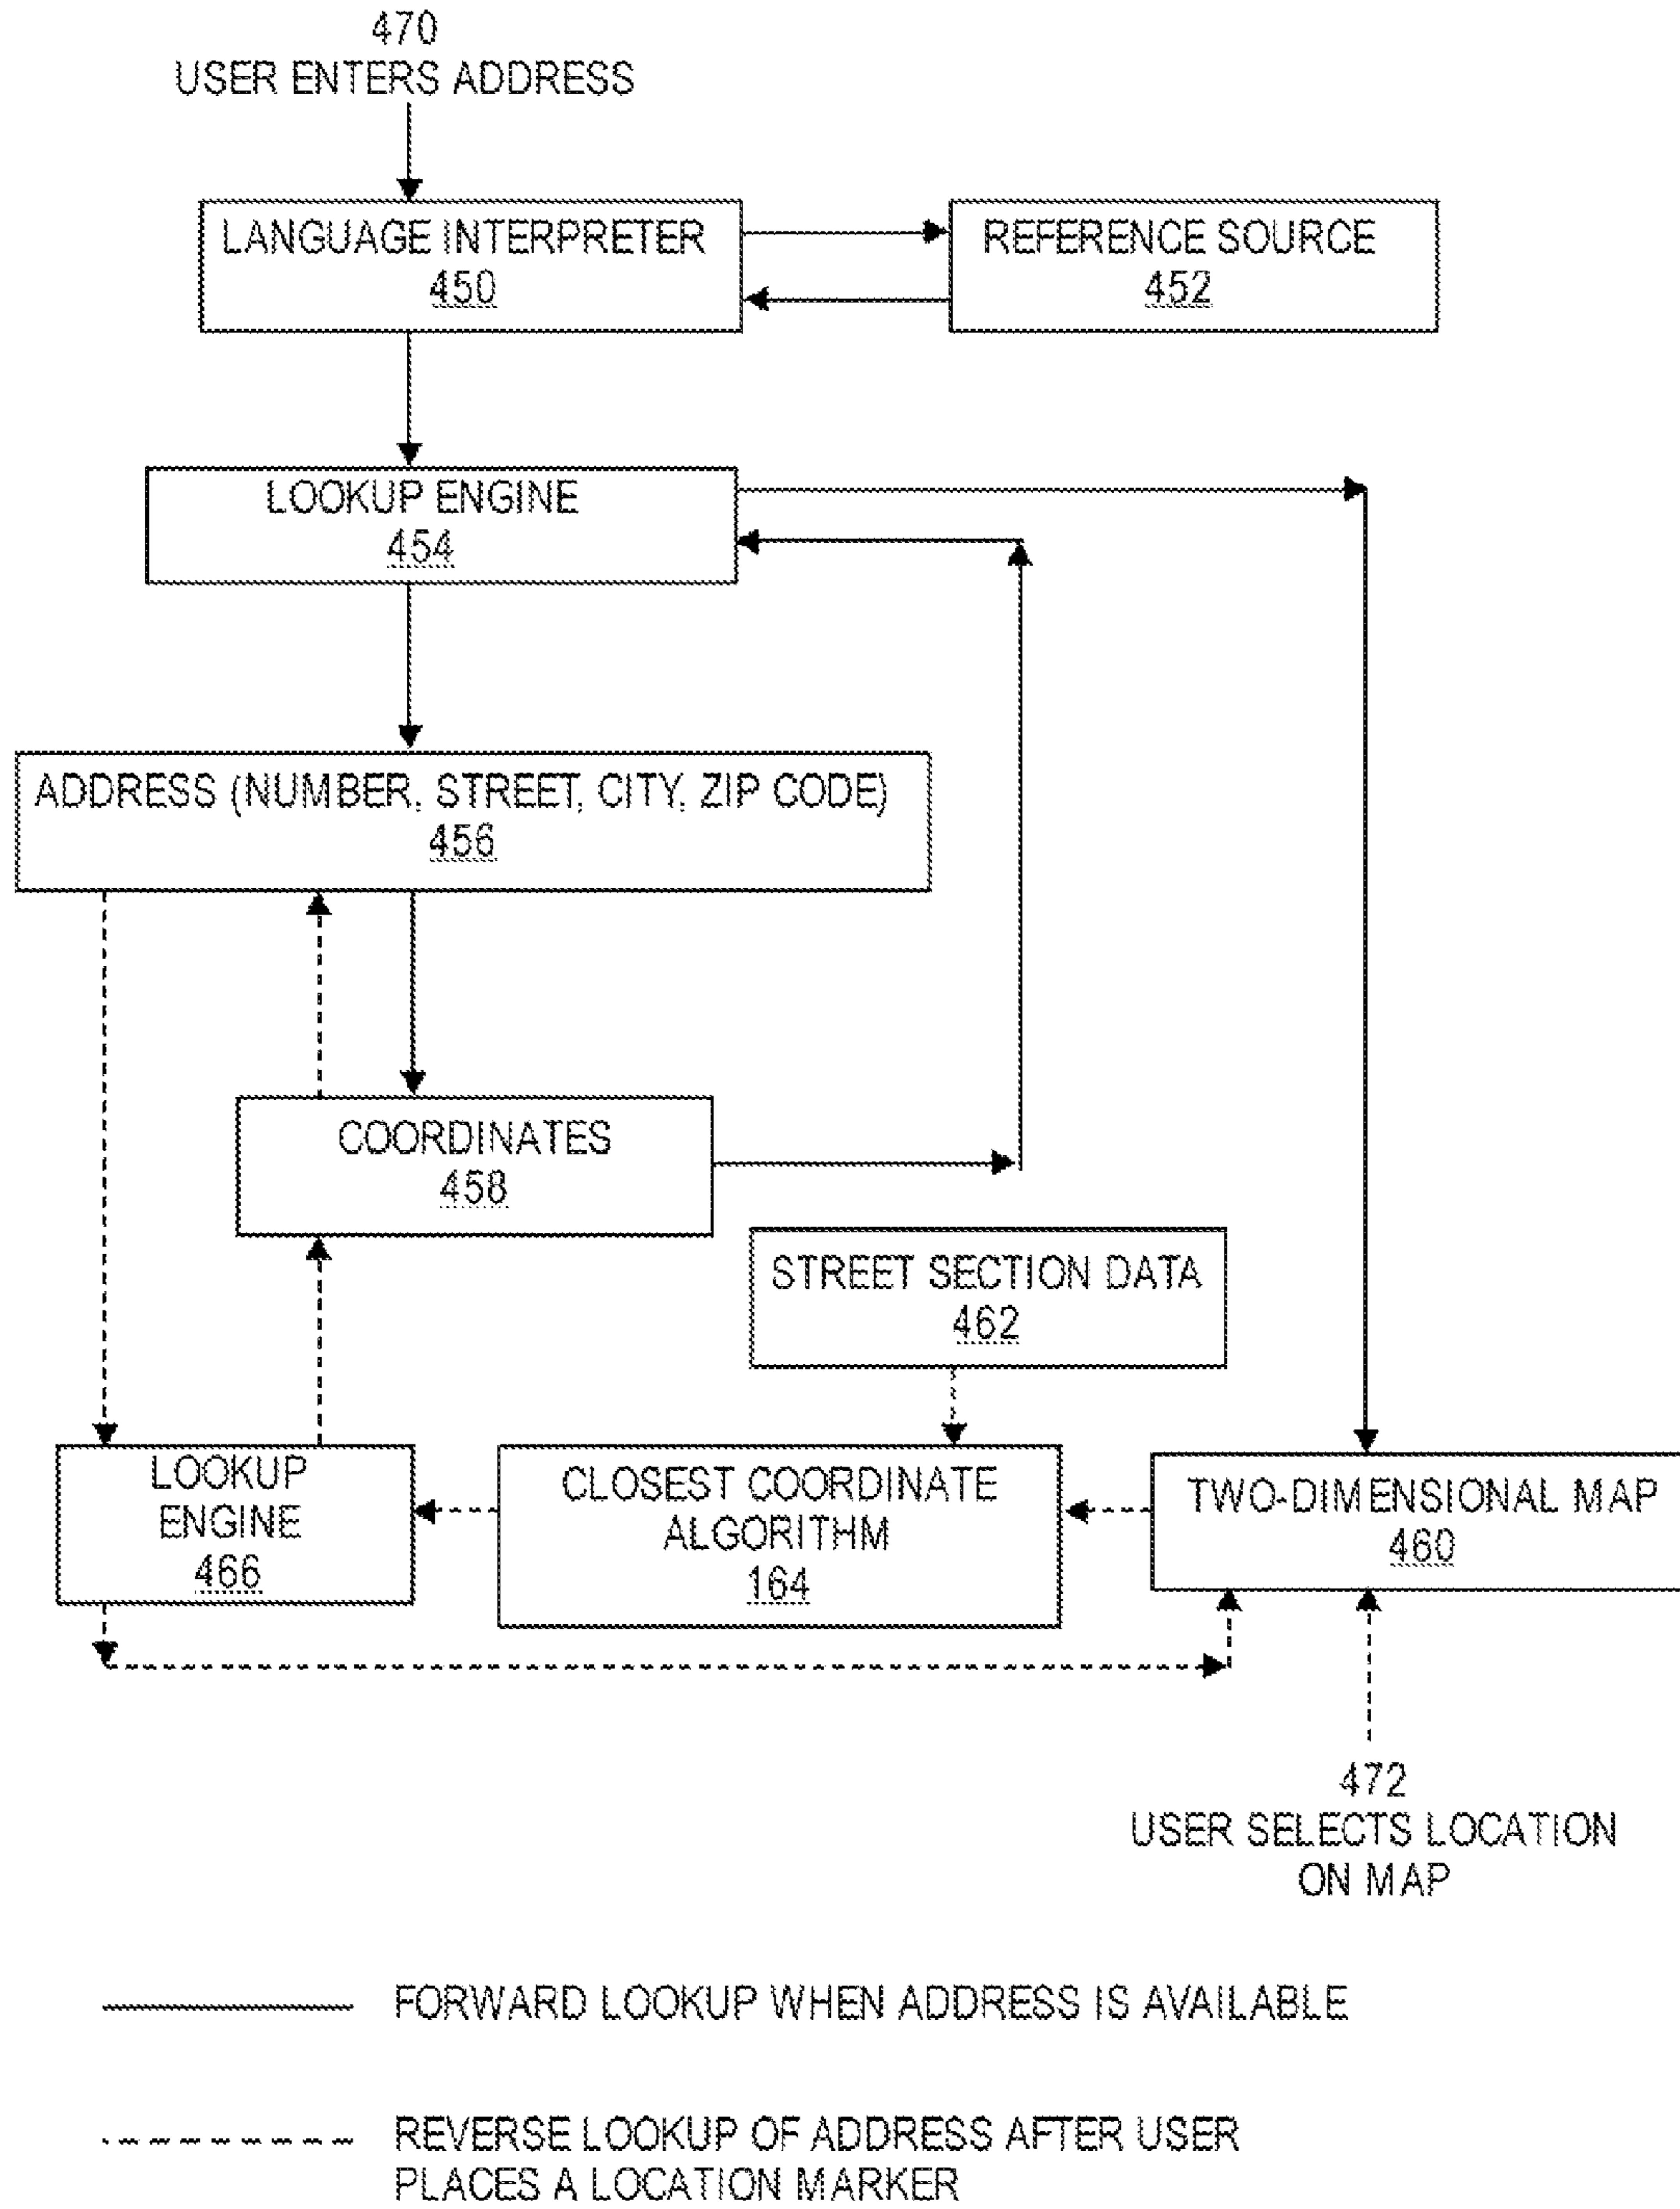 470
USER ENTERS ADDRESS
LANGUAGE INTERPRETER
450
REFERENCE SOURCE
452
LOOKUP ENGINE
454
ADDRESS (NUMBER, STREET, CITY, ZIP CODE)
456
COORDINATES
458
STREET SECTION DATA
462
LOOKUP
ENGINE
466
CLOSEST COORDINATE
ALGORITHM
164
TWO-DIMENSIONAL MAP
460
472
USER SELECTS LOCATION
ON MAP
FORWARD LOOKUP WHEN ADDRESS IS AVAILABLE
REVERSE LOOKUP OF ADDRESS AFTER USER
PLACES A LOCATION MARKER